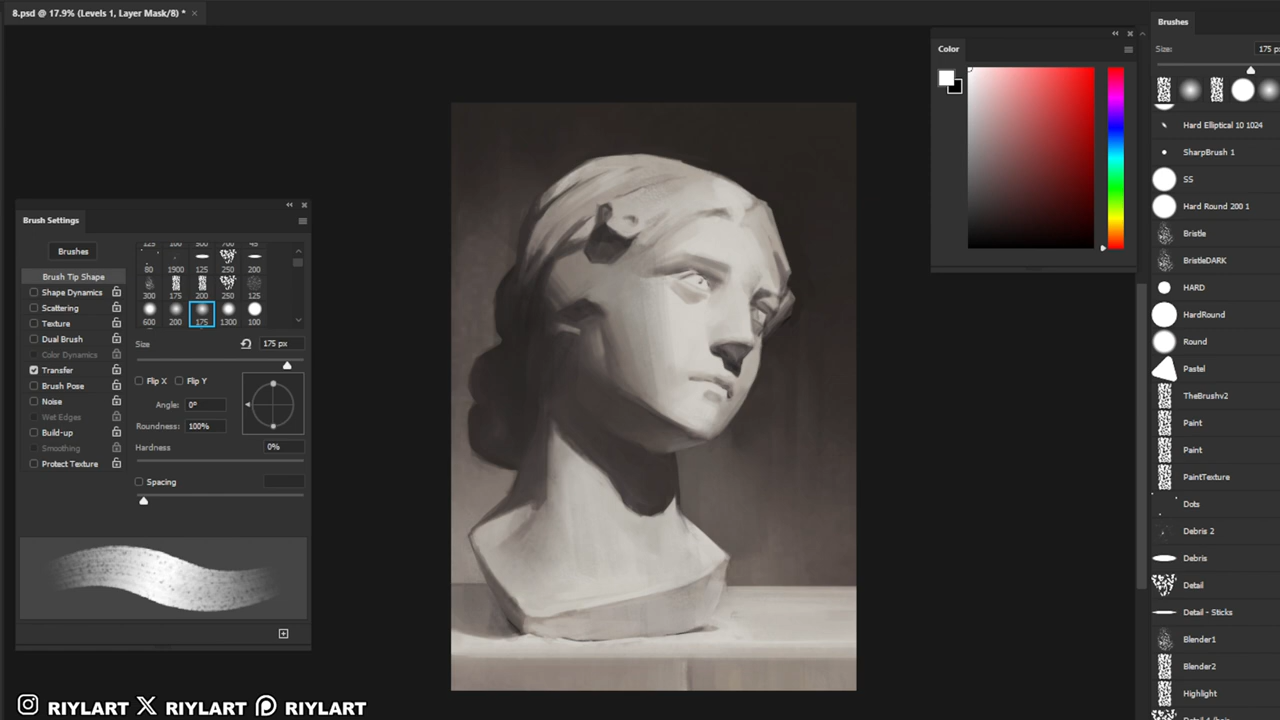 8.psd @ 17.9% (Levels 1, Layer Mask/8) *
Brushes
Size:
175 px
Color
Hard Elliptical 10 1024
SharpBrush 1
SS
Hard Round 200 1
Bristle
BristleDARK
HARD
HardRound
Round
Pastel
TheBrushv2
Paint
Paint
PaintTexture
Dots
Debris 2
Debris
Detail
Detail - Sticks
Blender1
Blender2
Highlight
Brush Settings
Brushes
Brush Tip Shape
Shape Dynamics
Scattering
Texture
Dual Brush
Color Dynamics
Transfer
Brush Pose
Noise
Wet Edges
Build-up
Smoothing
Protect Texture
80 1900 125 250 200
300 175 200 250 125
600 200 175 1300 100
Size 175 px
Flip X Flip Y
Angle: 0°
Roundness: 100%
Hardness 0%
Spacing
RIYLART X RIYLART RIYLART